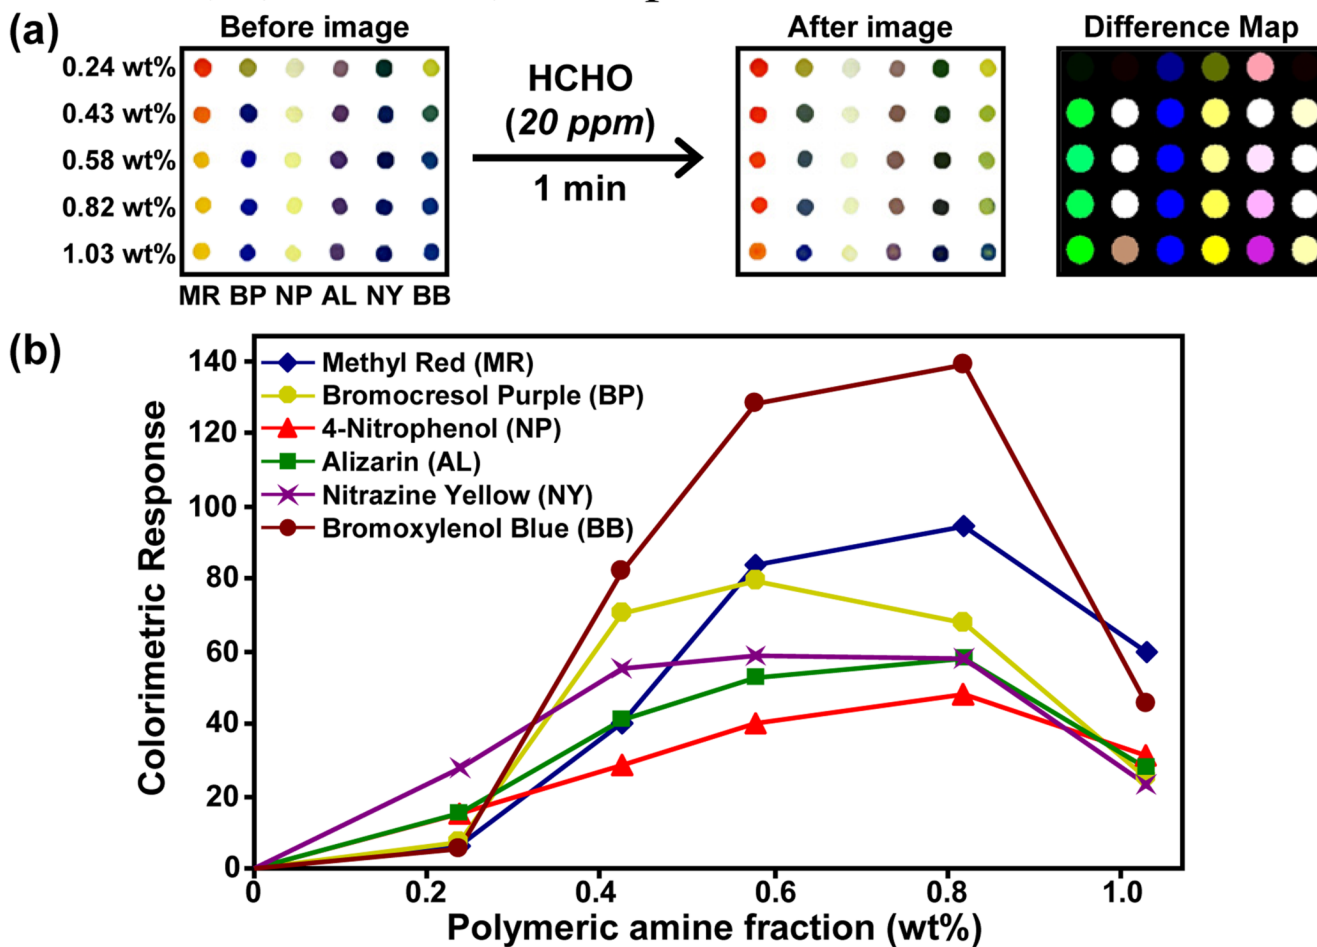 (a)
Before image
After image
Difference Map
0.24 wt%
0.43 wt%
0.58 wt%
0.82 wt%
1.03 wt%
HCHO
(20 ppm)
1 min
MR BP NP AL NY BB
(b)
Colorimetric Response
140
120
100
80
60
40
20
0
Methyl Red (MR)
Bromocresol Purple (BP)
4-Nitrophenol (NP)
Alizarin (AL)
Nitrazine Yellow (NY)
Bromoxylenol Blue (BB)
0 0.2 0.4 0.6 0.8 1.0
Polymeric amine fraction (wt%)